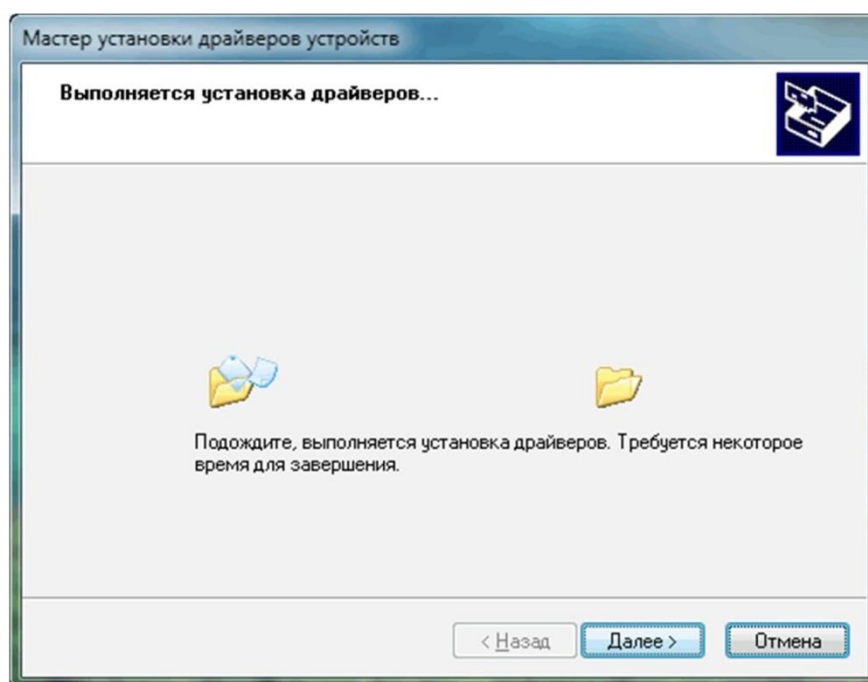 Мастер установки драйверов устройств
Выполняется установка драйверов...
Подождите, выполняется установка драйверов. Требуется некоторое
время для завершения.
< Назад
Далее >
Отмена